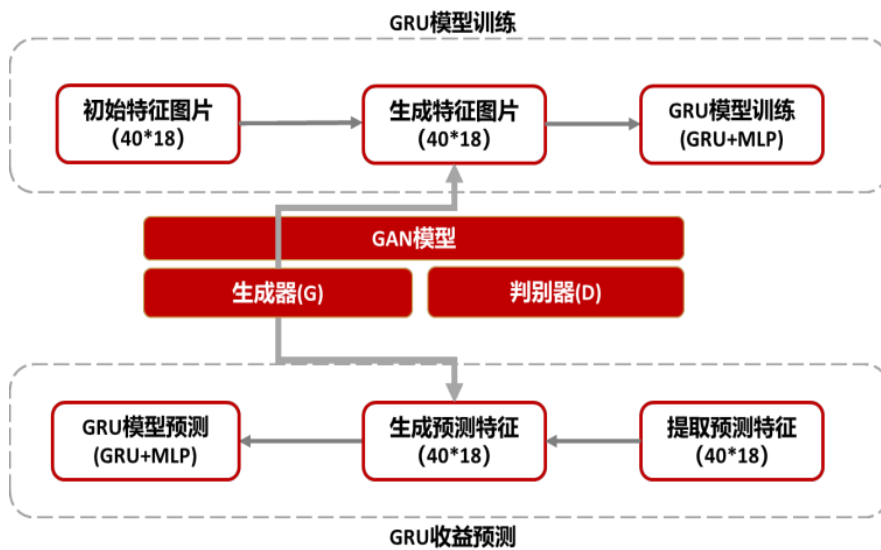 GRU模型训练
初始特征图片
（40*18）
生成特征图片
（40*18）
GRU模型训练
(GRU+MLP)
GAN模型
生成器(G)
判别器(D)
GRU模型预测
(GRU+MLP)
生成预测特征
（40*18）
提取预测特征
（40*18）
GRU收益预测